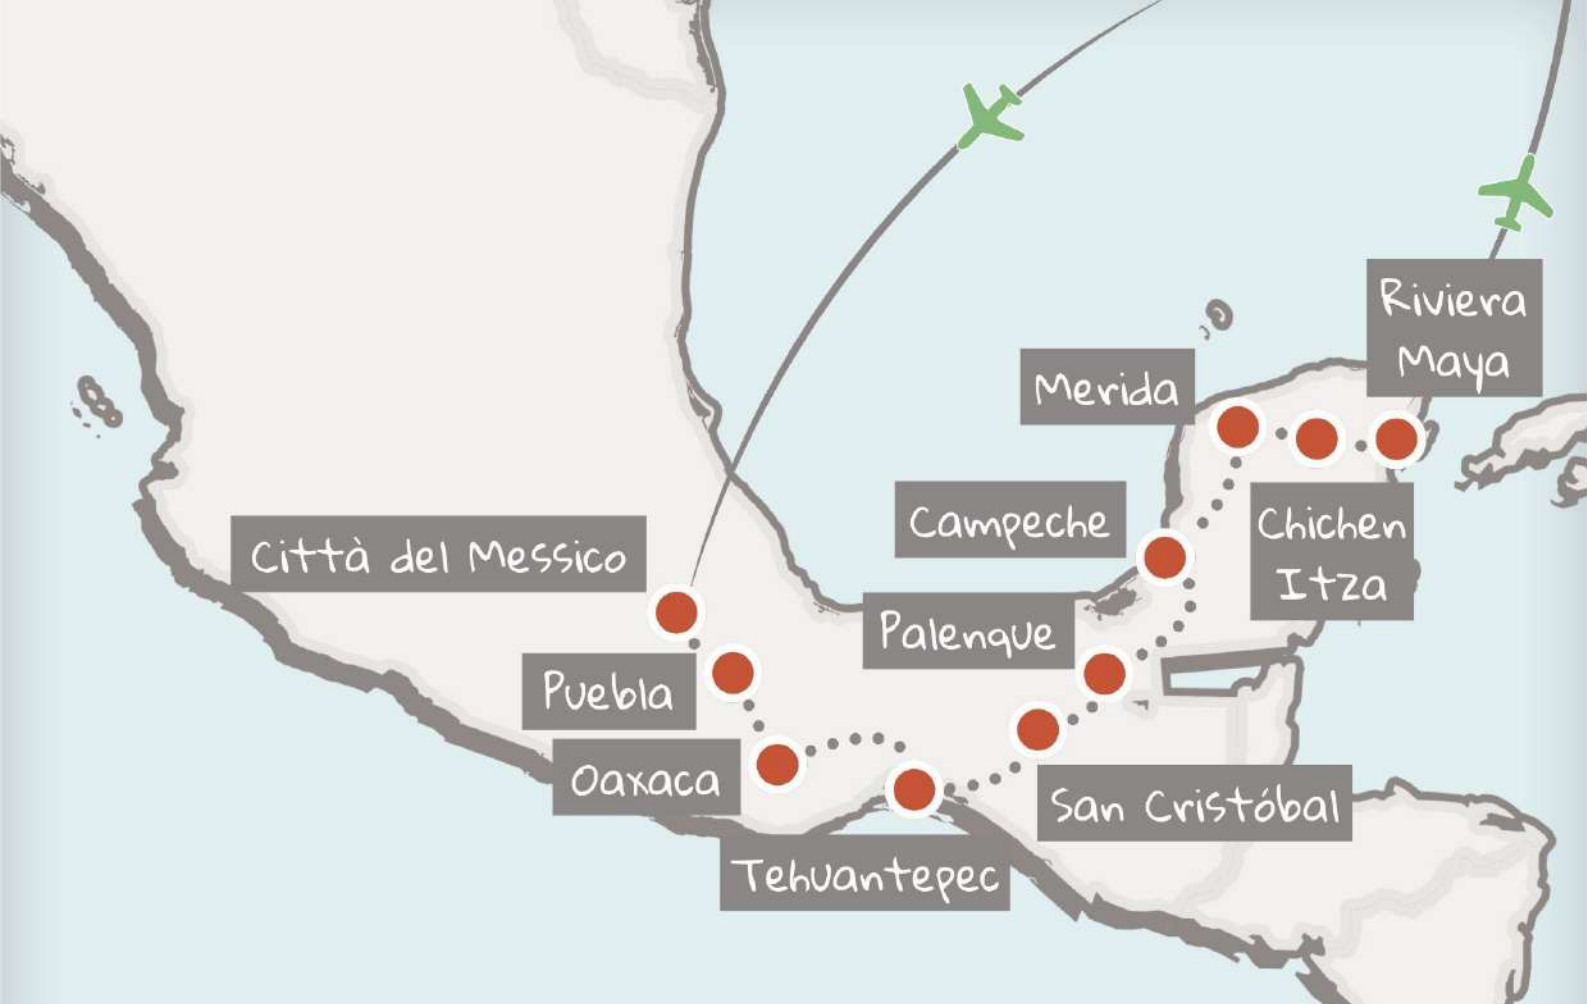 Riviera
Maya
Merida
Campeche
Chichen
Itza
Città del Messico
Palenque
Puebla
Oaxaca
San Cristóbal
Tehuantepec